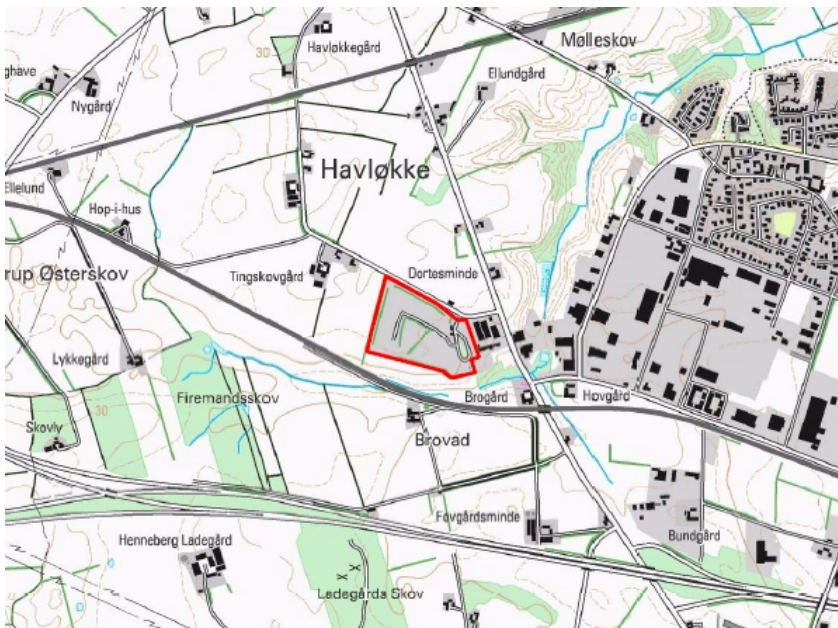 Havløkkegård
Mølleskov
30
ghave
Nygård
Ellundgård
20
Havløkke
Ellelund
Hop-i-hus
rup Østerskov
Tingskovgård
Dortesminde
Lykkegård
Firemandsskov
Brogård
Hovgård
30
Skovly
Brovad
Fovgårdsminde
Bundgård
Henneberg Ladegård
Ladegårds Skov